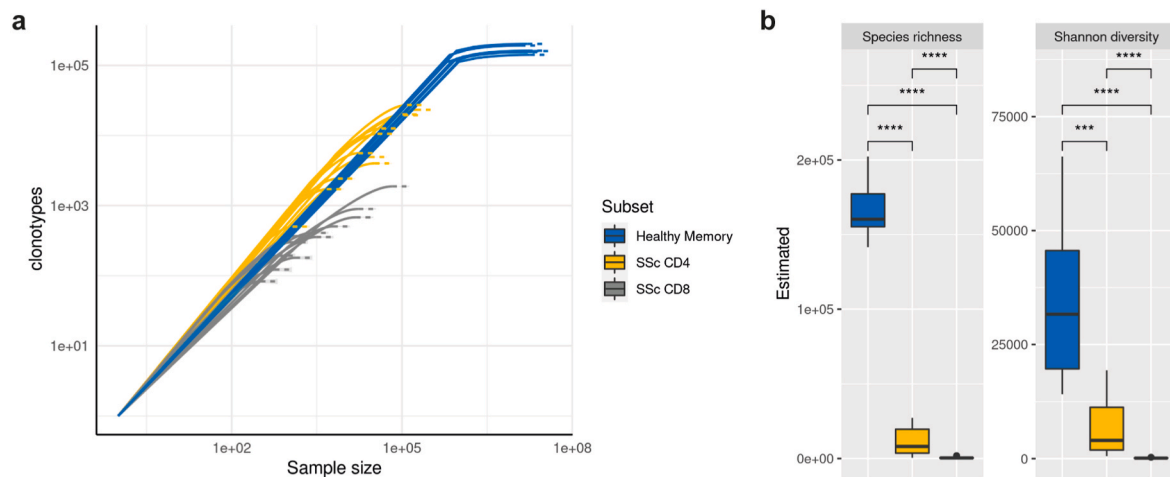 a
clonotypes
1e+05
1e+03
1e+01
1e+02
1e+05
1e+08
Sample size
Subset
Healthy Memory
SSc CD4
SSc CD8
b
Species richness
Shannon diversity
Estimated
2e+05
1e+05
0e+00
****
****
****
75000
50000
25000
0
****
****
***